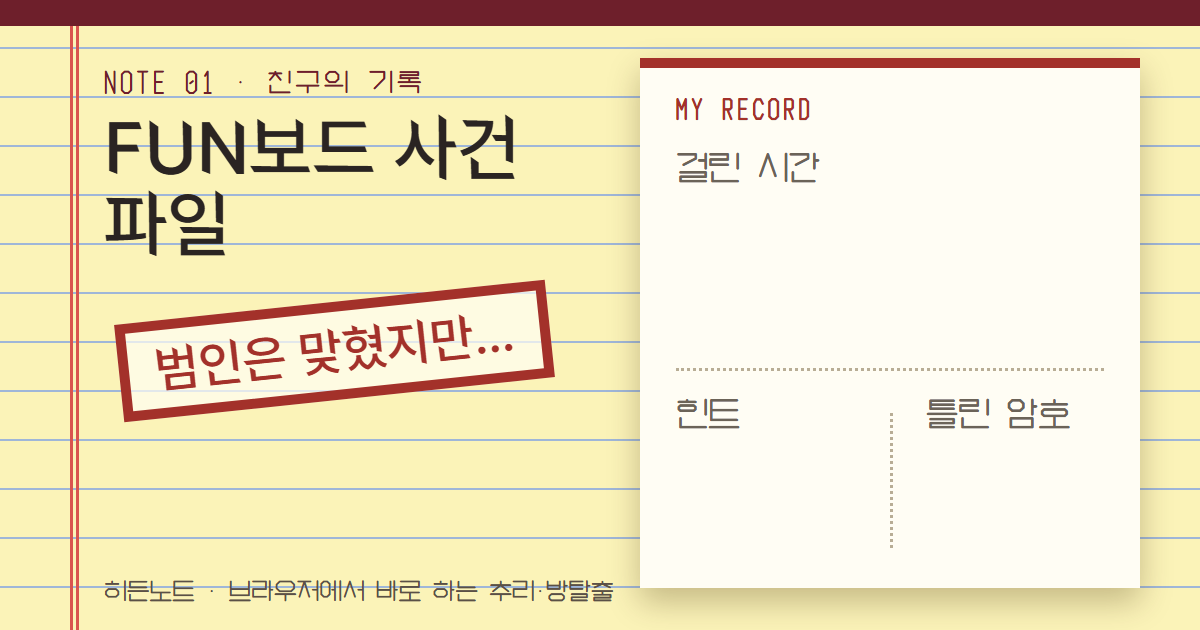 NOTE 01 · 친구의 기록
FUN보드 사건
파일
범인은 맞혔지만...
히든노트 · 브라우저에서 바로 하는 추리·방탈출
MY RECORD
걸린 시간
힌트
틀린 암호